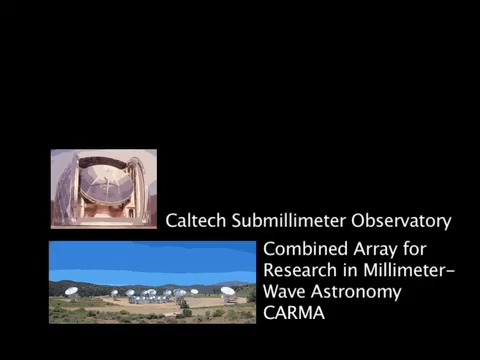 Caltech Submillimeter Observatory
Combined Array for
Research in Millimeter-
Wave Astronomy
CARMA